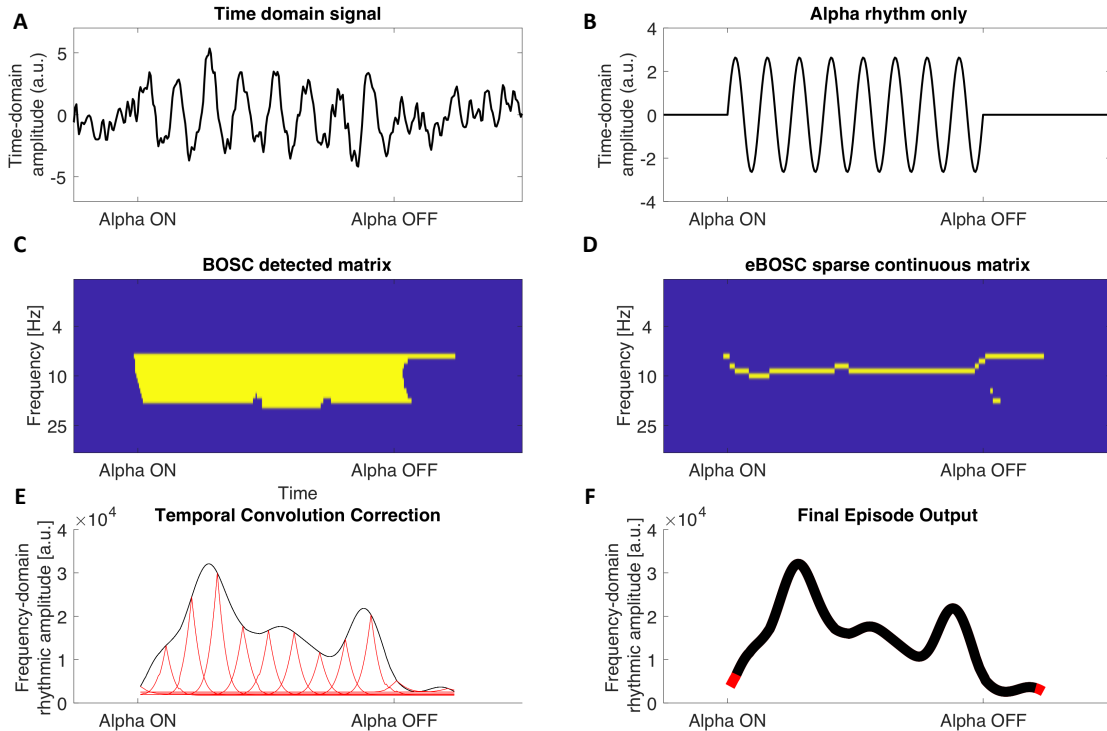 A
Time domain signal
Time-domain
amplitude (a.u.)
5
0
-5
Alpha ON
Alpha OFF
B
Alpha rhythm only
Time-domain
amplitude (a.u.)
4
2
0
-2
-4
Alpha ON
Alpha OFF
C
BOSC detected matrix
Frequency [Hz]
4
10
25
Alpha ON
Alpha OFF
Time
D
eBOSC sparse continuous matrix
Frequency [Hz]
4
10
25
Alpha ON
Alpha OFF
E
×10^4
Temporal Convolution Correction
Frequency-domain
rhythmic amplitude [a.u.]
4
3
2
1
0
Alpha ON
Alpha OFF
F
×10^4
Final Episode Output
Frequency-domain
rhythmic amplitude [a.u.]
4
3
2
1
0
Alpha ON
Alpha OFF